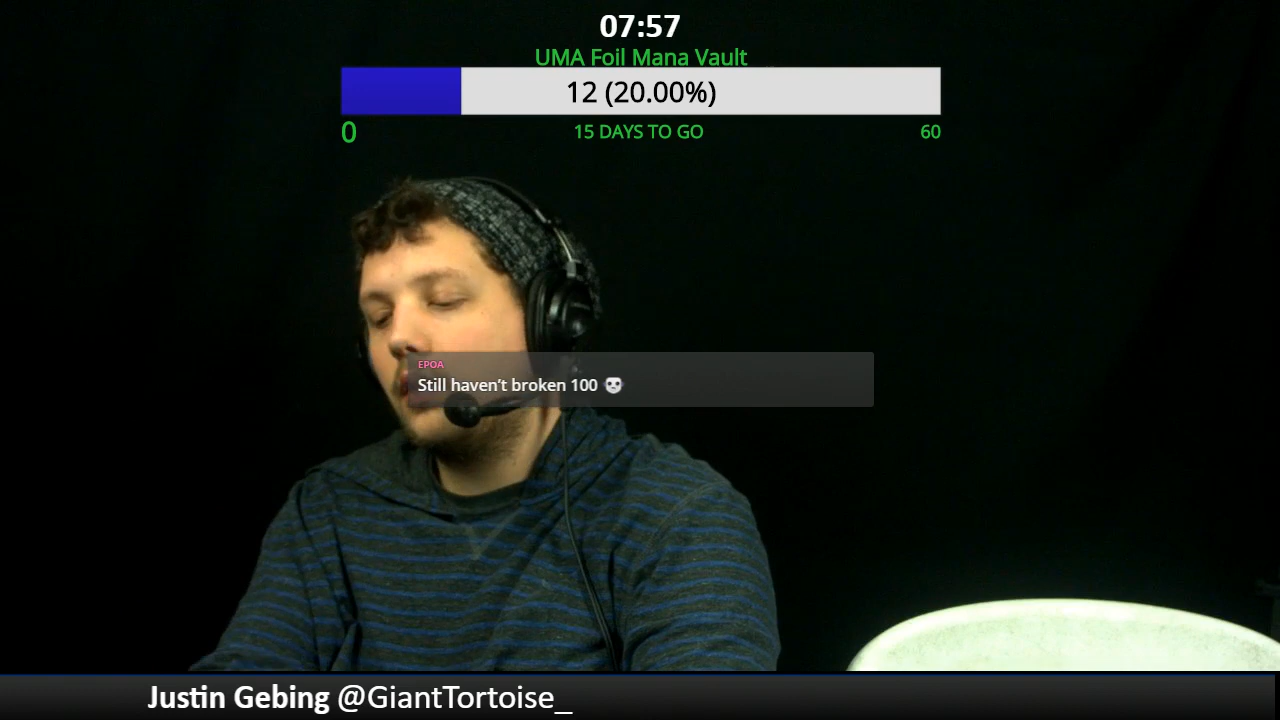 07:57
UMA Foil Mana Vault
12 (20.00%)
0 15 DAYS TO GO 60
EPOA
Still haven't broken 100 💀
Justin Gebing @GiantTortoise_